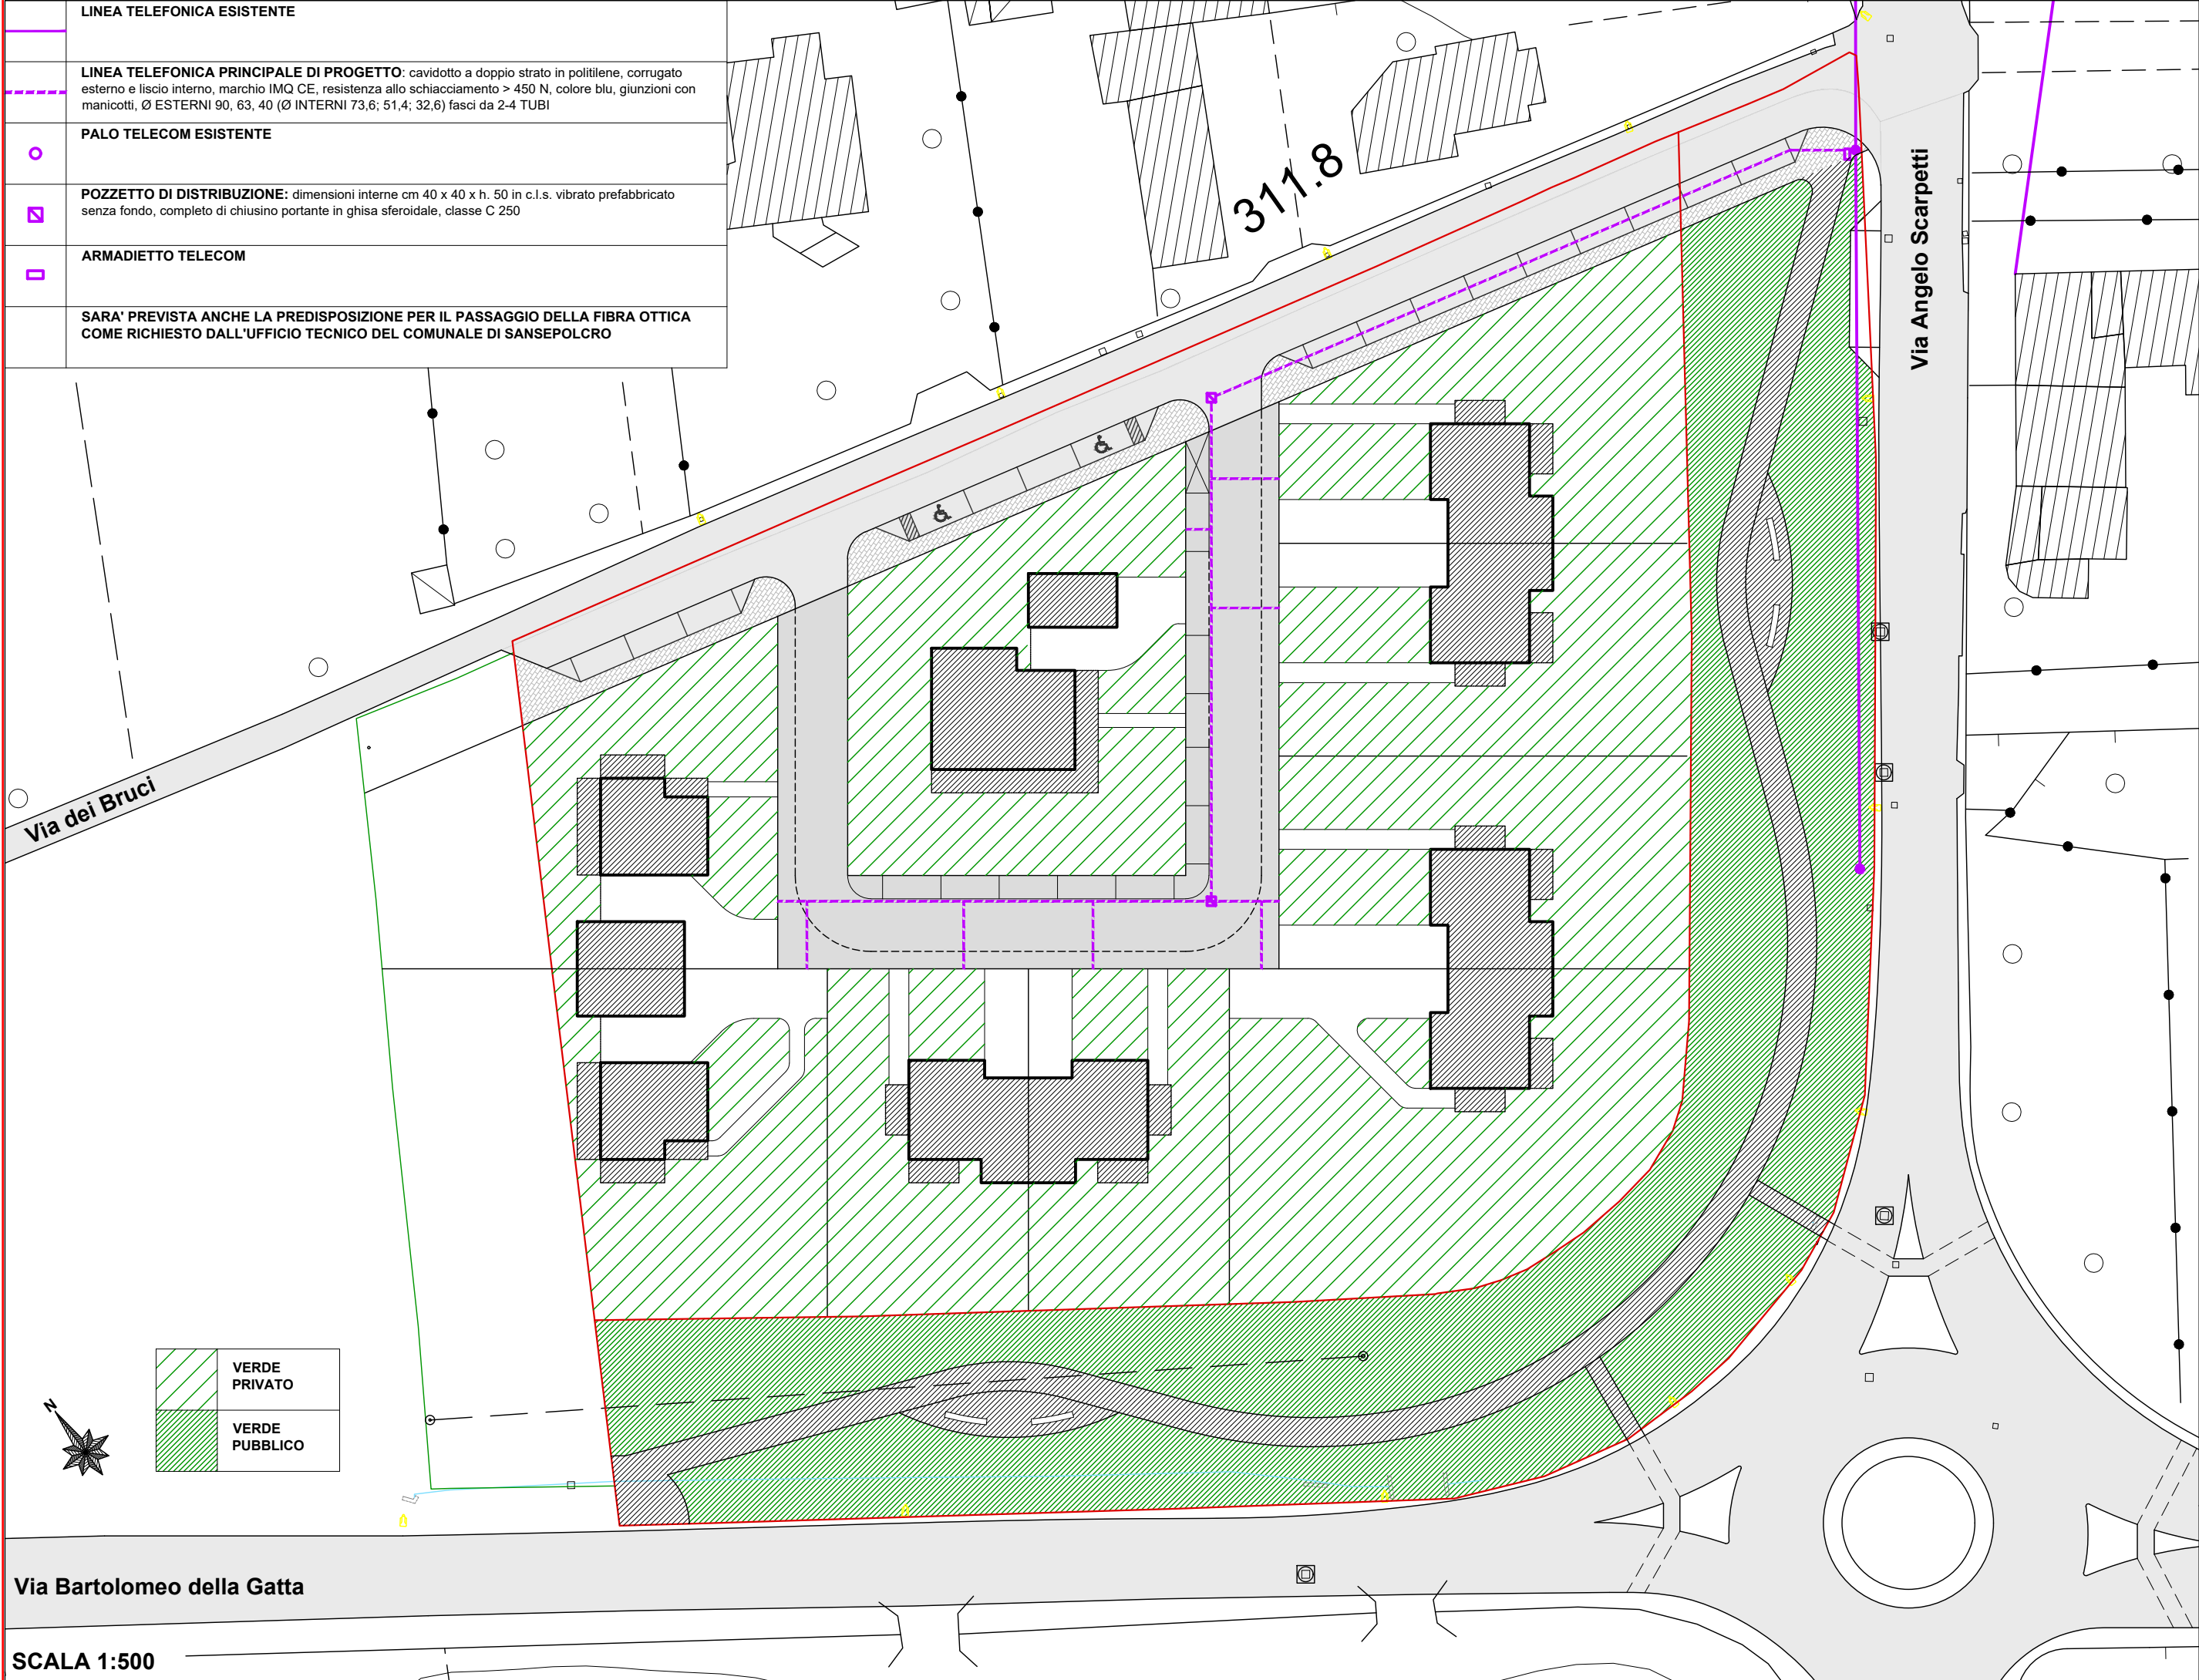 LINEA TELEFONICA ESISTENTE
LINEA TELEFONICA PRINCIPALE DI PROGETTO: cavidotto a doppio strato in politilene, corrugato
esterno e liscio interno, marchio IMQ CE, resistenza allo schiacciamento > 450 N, colore blu, giunzioni con
manicotti, Ø ESTERNI 90, 63, 40 (Ø INTERNI 73,6; 51,4; 32,6) fasci da 2-4 TUBI
PALO TELECOM ESISTENTE
POZZETTO DI DISTRIBUZIONE: dimensioni interne cm 40 x 40 x h. 50 in c.l.s. vibrato prefabbricato
senza fondo, completo di chiusino portante in ghisa sferoidale, classe C 250
ARMADIETTO TELECOM
SARA' PREVISTA ANCHE LA PREDISPOSIZIONE PER IL PASSAGGIO DELLA FIBRA OTTICA
COME RICHIESTO DALL'UFFICIO TECNICO DEL COMUNALE DI SANSEPOLCRO
311.8
Via Angelo Scarpetti
Via dei Bruci
VERDE
PRIVATO
VERDE
PUBBLICO
N
Via Bartolomeo della Gatta
SCALA 1:500